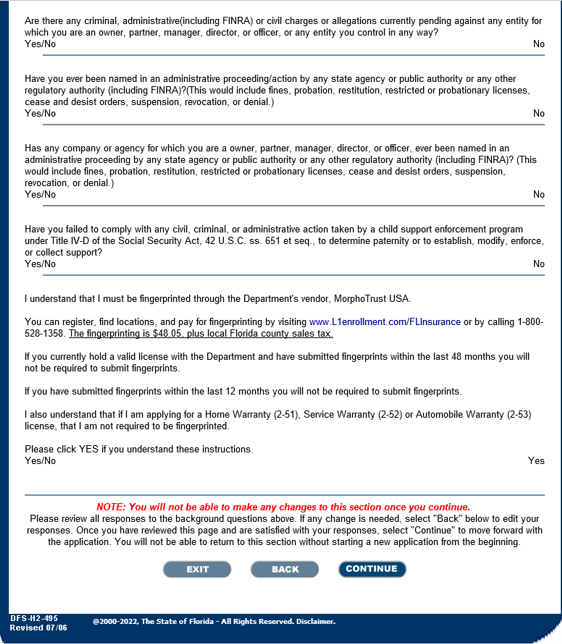 Are there any criminal, administrative(including FINRA) or civil charges or allegations currently pending against any entity for
which you are an owner, partner, manager, director, or officer, or any entity you control in any way?
Yes/No No
Have you ever been named in an administrative proceeding/action by any state agency or public authority or any other
regulatory authority (including FINRA)?(This would include fines, probation, restitution, restricted or probationary licenses,
cease and desist orders, suspension, revocation, or denial.)
Yes/No No
Has any company or agency for which you are a owner, partner, manager, director, or officer, ever been named in an
administrative proceeding by any state agency or public authority or any other regulatory authority (including FINRA)? (This
would include fines, probation, restitution, restricted or probationary licenses, cease and desist orders, suspension,
revocation, or denial.)
Yes/No No
Have you failed to comply with any civil, criminal, or administrative action taken by a child support enforcement program
under Title IV-D of the Social Security Act, 42 U.S.C. ss. 651 et seq., to determine paternity or to establish, modify, enforce,
or collect support?
Yes/No No
I understand that I must be fingerprinted through the Department's vendor, MorphoTrust USA.
You can register, find locations, and pay for fingerprinting by visiting www.L1enrollment.com/FLInsurance or by calling 1-800-
528-1358. The fingerprinting is $48.05, plus local Florida county sales tax.
If you currently hold a valid license with the Department and have submitted fingerprints within the last 48 months you will
not be required to submit fingerprints.
If you have submitted fingerprints within the last 12 months you will not be required to submit fingerprints.
I also understand that if I am applying for a Home Warranty (2-51), Service Warranty (2-52) or Automobile Warranty (2-53)
license, that I am not required to be fingerprinted.
Please click YES if you understand these instructions.
Yes/No Yes
NOTE: You will not be able to make any changes to this section once you continue.
Please review all responses to the background questions above. If any change is needed, select "Back" below to edit your
responses. Once you have reviewed this page and are satisfied with your responses, select "Continue" to move forward with
the application. You will not be able to return to this section without starting a new application from the beginning.
EXIT BACK CONTINUE
DFS-H2-495
Revised 07/06
@2000-2022, The State of Florida - All Rights Reserved. Disclaimer.